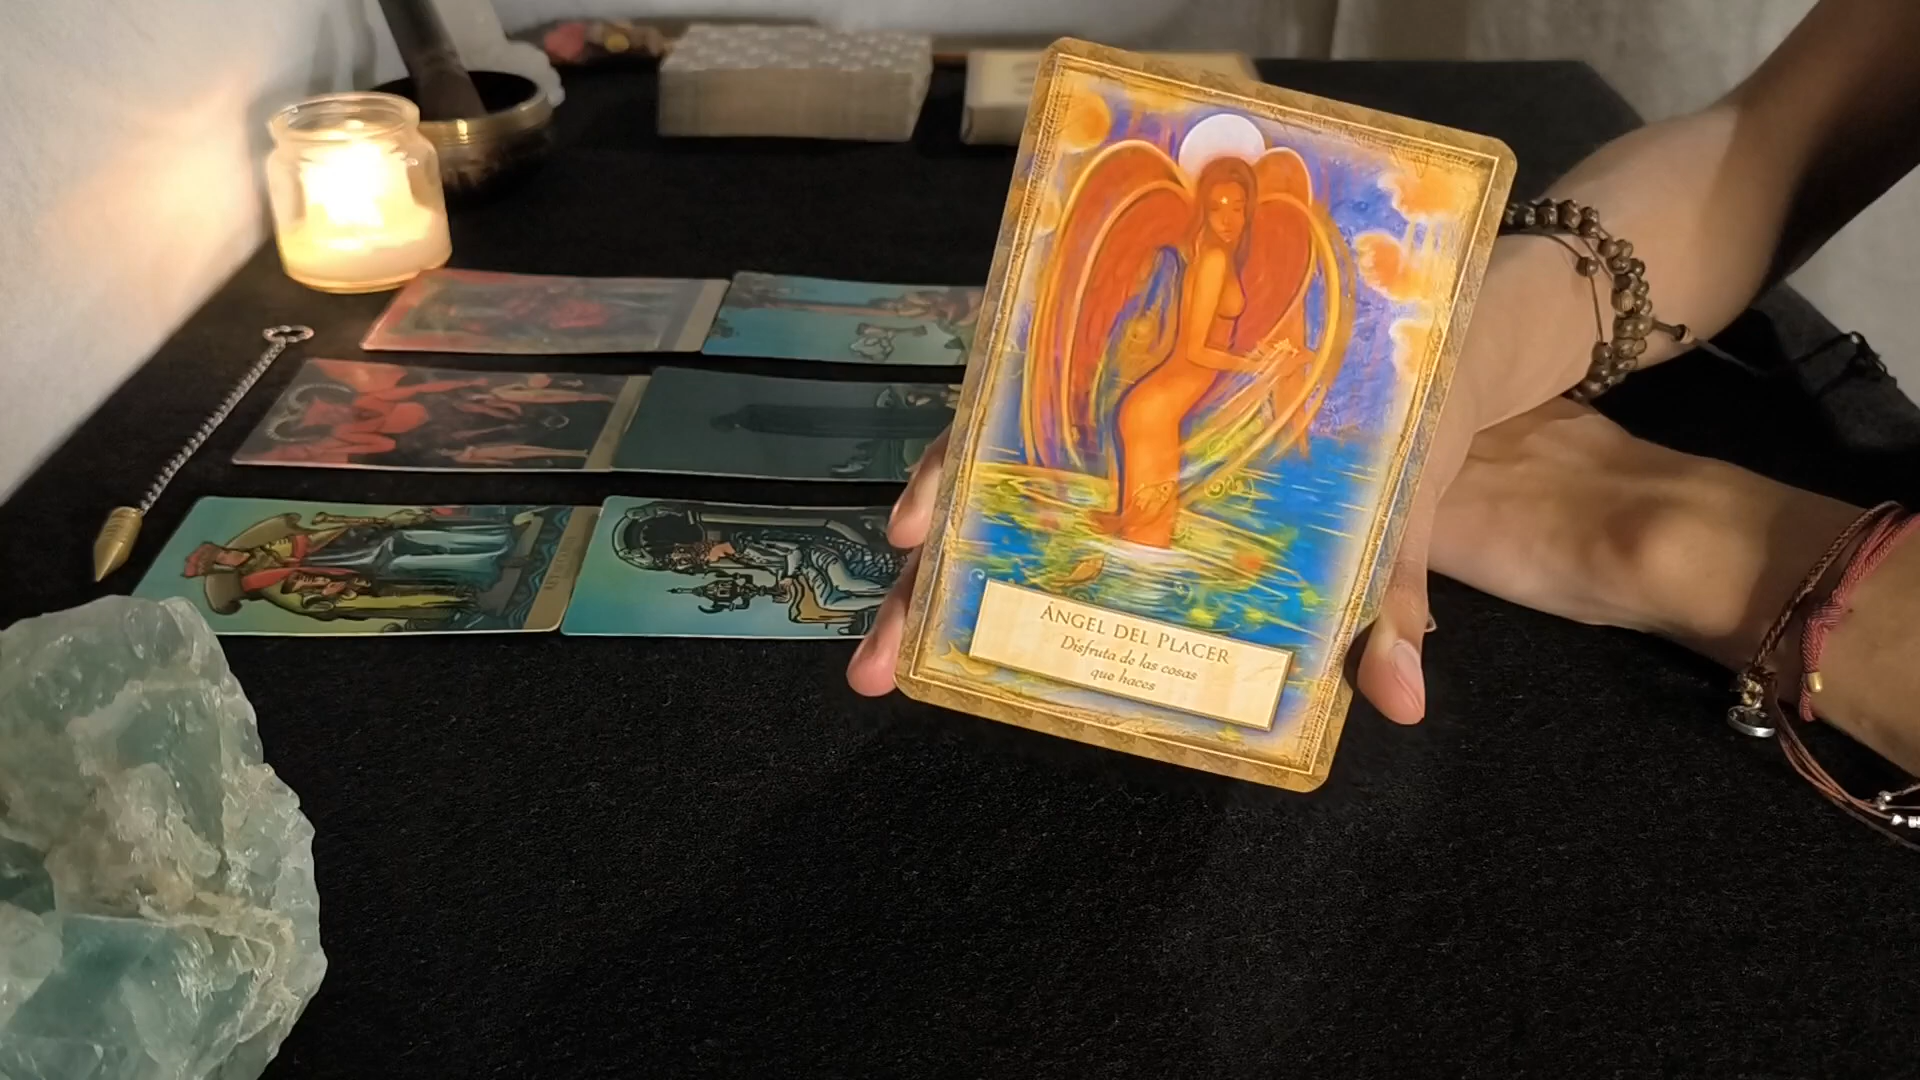 ÁNGEL DEL PLACER
Disfruta de las cosas
que haces